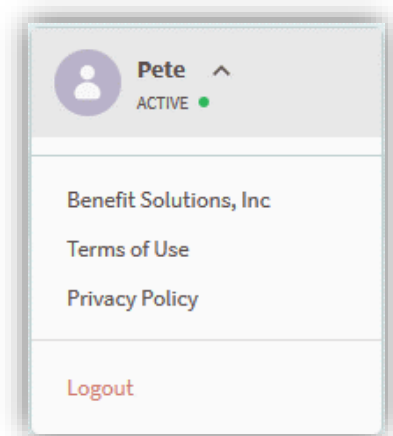 Pete
ACTIVE
Benefit Solutions, Inc
Terms of Use
Privacy Policy
Logout